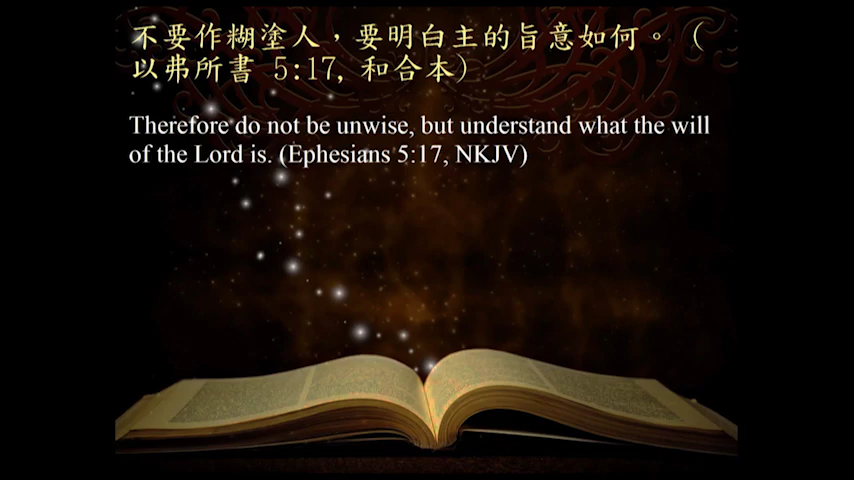 不要作糊塗人，要明白主的旨意如何。 (
以弗所書 5:17, 和合本)
Therefore do not be unwise, but understand what the will
of the Lord is. (Ephesians 5:17, NKJV)